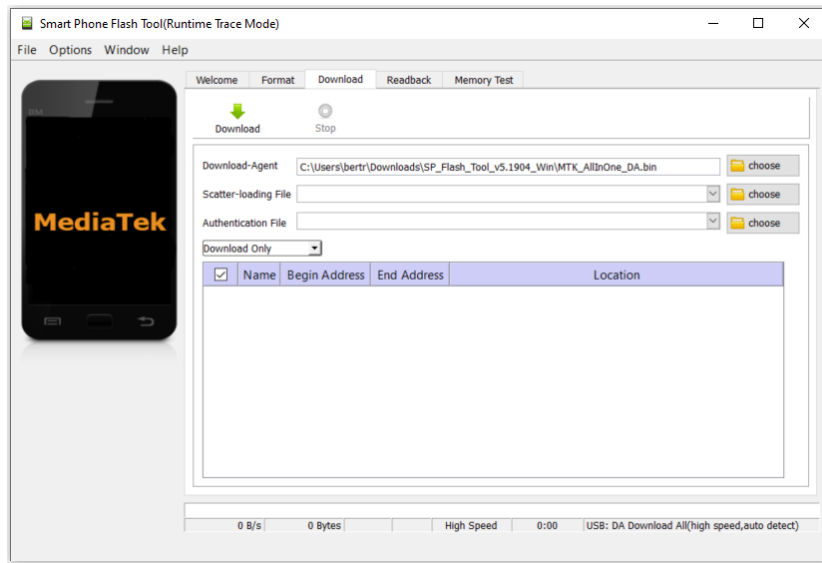 Smart Phone Flash Tool(Runtime Trace Mode)
File Options Window Help
Welcome Format Download Readback Memory Test
BM
Download Stop
Download-Agent C:\Users\bertr\Downloads\SP_Flash_Tool_v5.1904_Win\MTK_AllInOne_DA.bin choose
Scatter-loading File choose
Authentication File choose
MediaTek
Download Only
Name Begin Address End Address Location
0 B/s 0 Bytes High Speed 0:00 USB: DA Download All(high speed,auto detect)